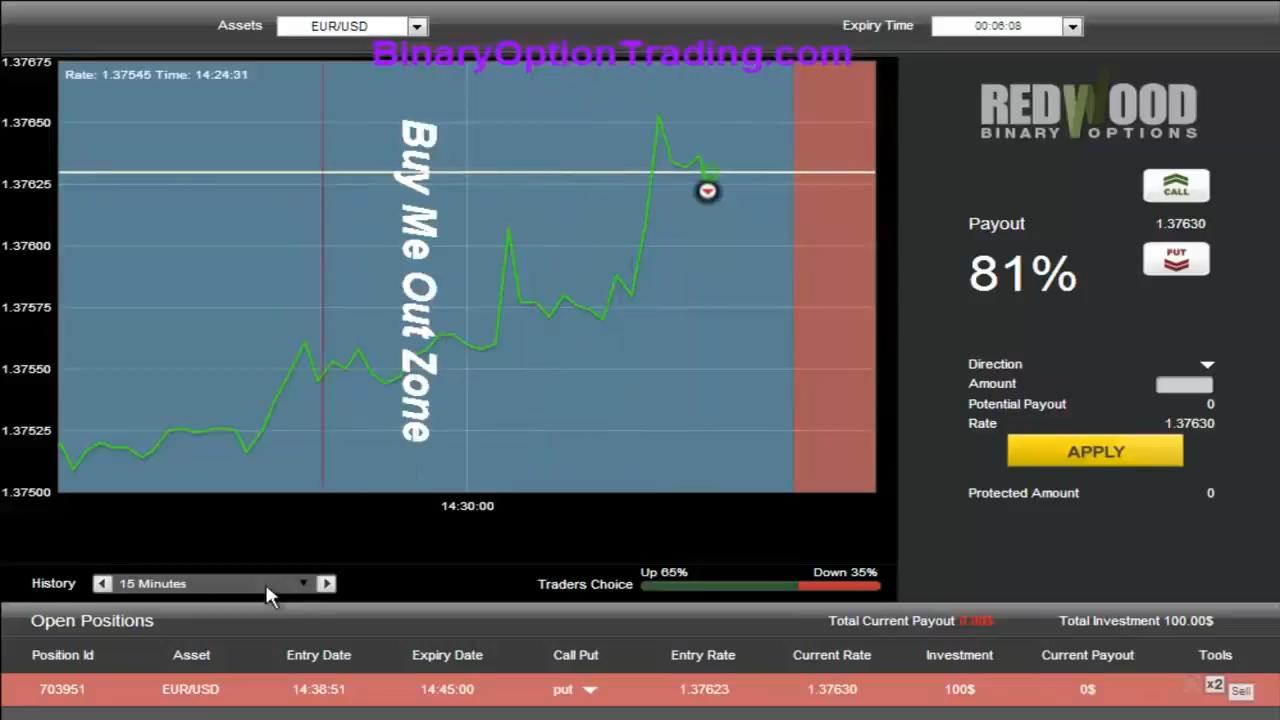 Assets EUR/USD Expiry Time 00:06:08
BinaryOptionTrading.com
1.37675
Rate: 1.37545 Time: 14:24:31
1.37650
1.37625
1.37600
1.37575
1.37550
1.37525
1.37500
Buy Me Out Zone
14:30:00
REDWOOD
BINARY OPTIONS
CALL
Payout 1.37630
81%
PUT
Direction
Amount
Potential Payout 0
Rate 1.37630
APPLY
Protected Amount 0
History 15 Minutes
Traders Choice Up 65% Down 35%
Open Positions Total Current Payout 0.00$ Total Investment 100.00$
Position Id Asset Entry Date Expiry Date Call Put Entry Rate Current Rate Investment Current Payout Tools
703951 EUR/USD 14:38:51 14:45:00 put 1.37623 1.37630 100$ 0$ x2 Sell